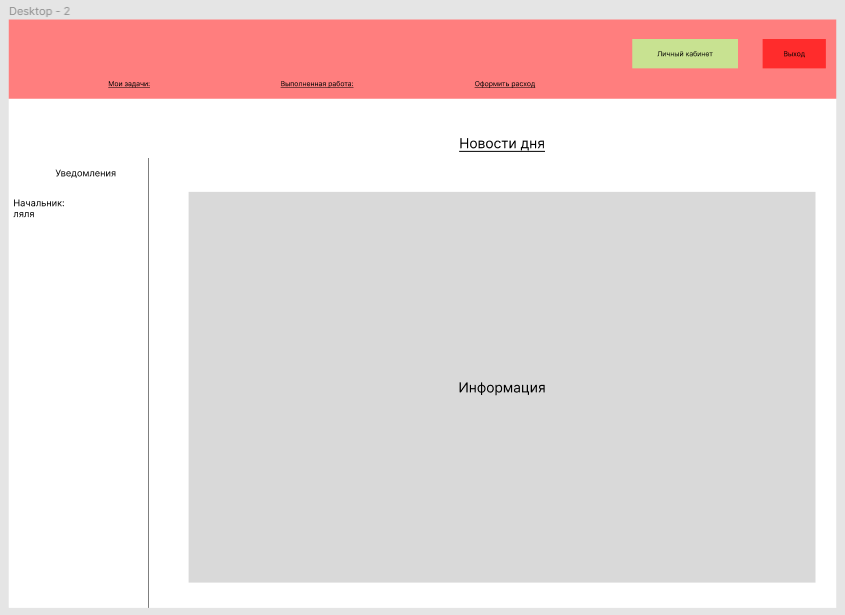 Desktop - 2
Личный кабинет
Выход
Мои задачи:
Выполненная работа:
Оформить расход
Новости дня
Уведомления
Начальник:
ляля
Информация